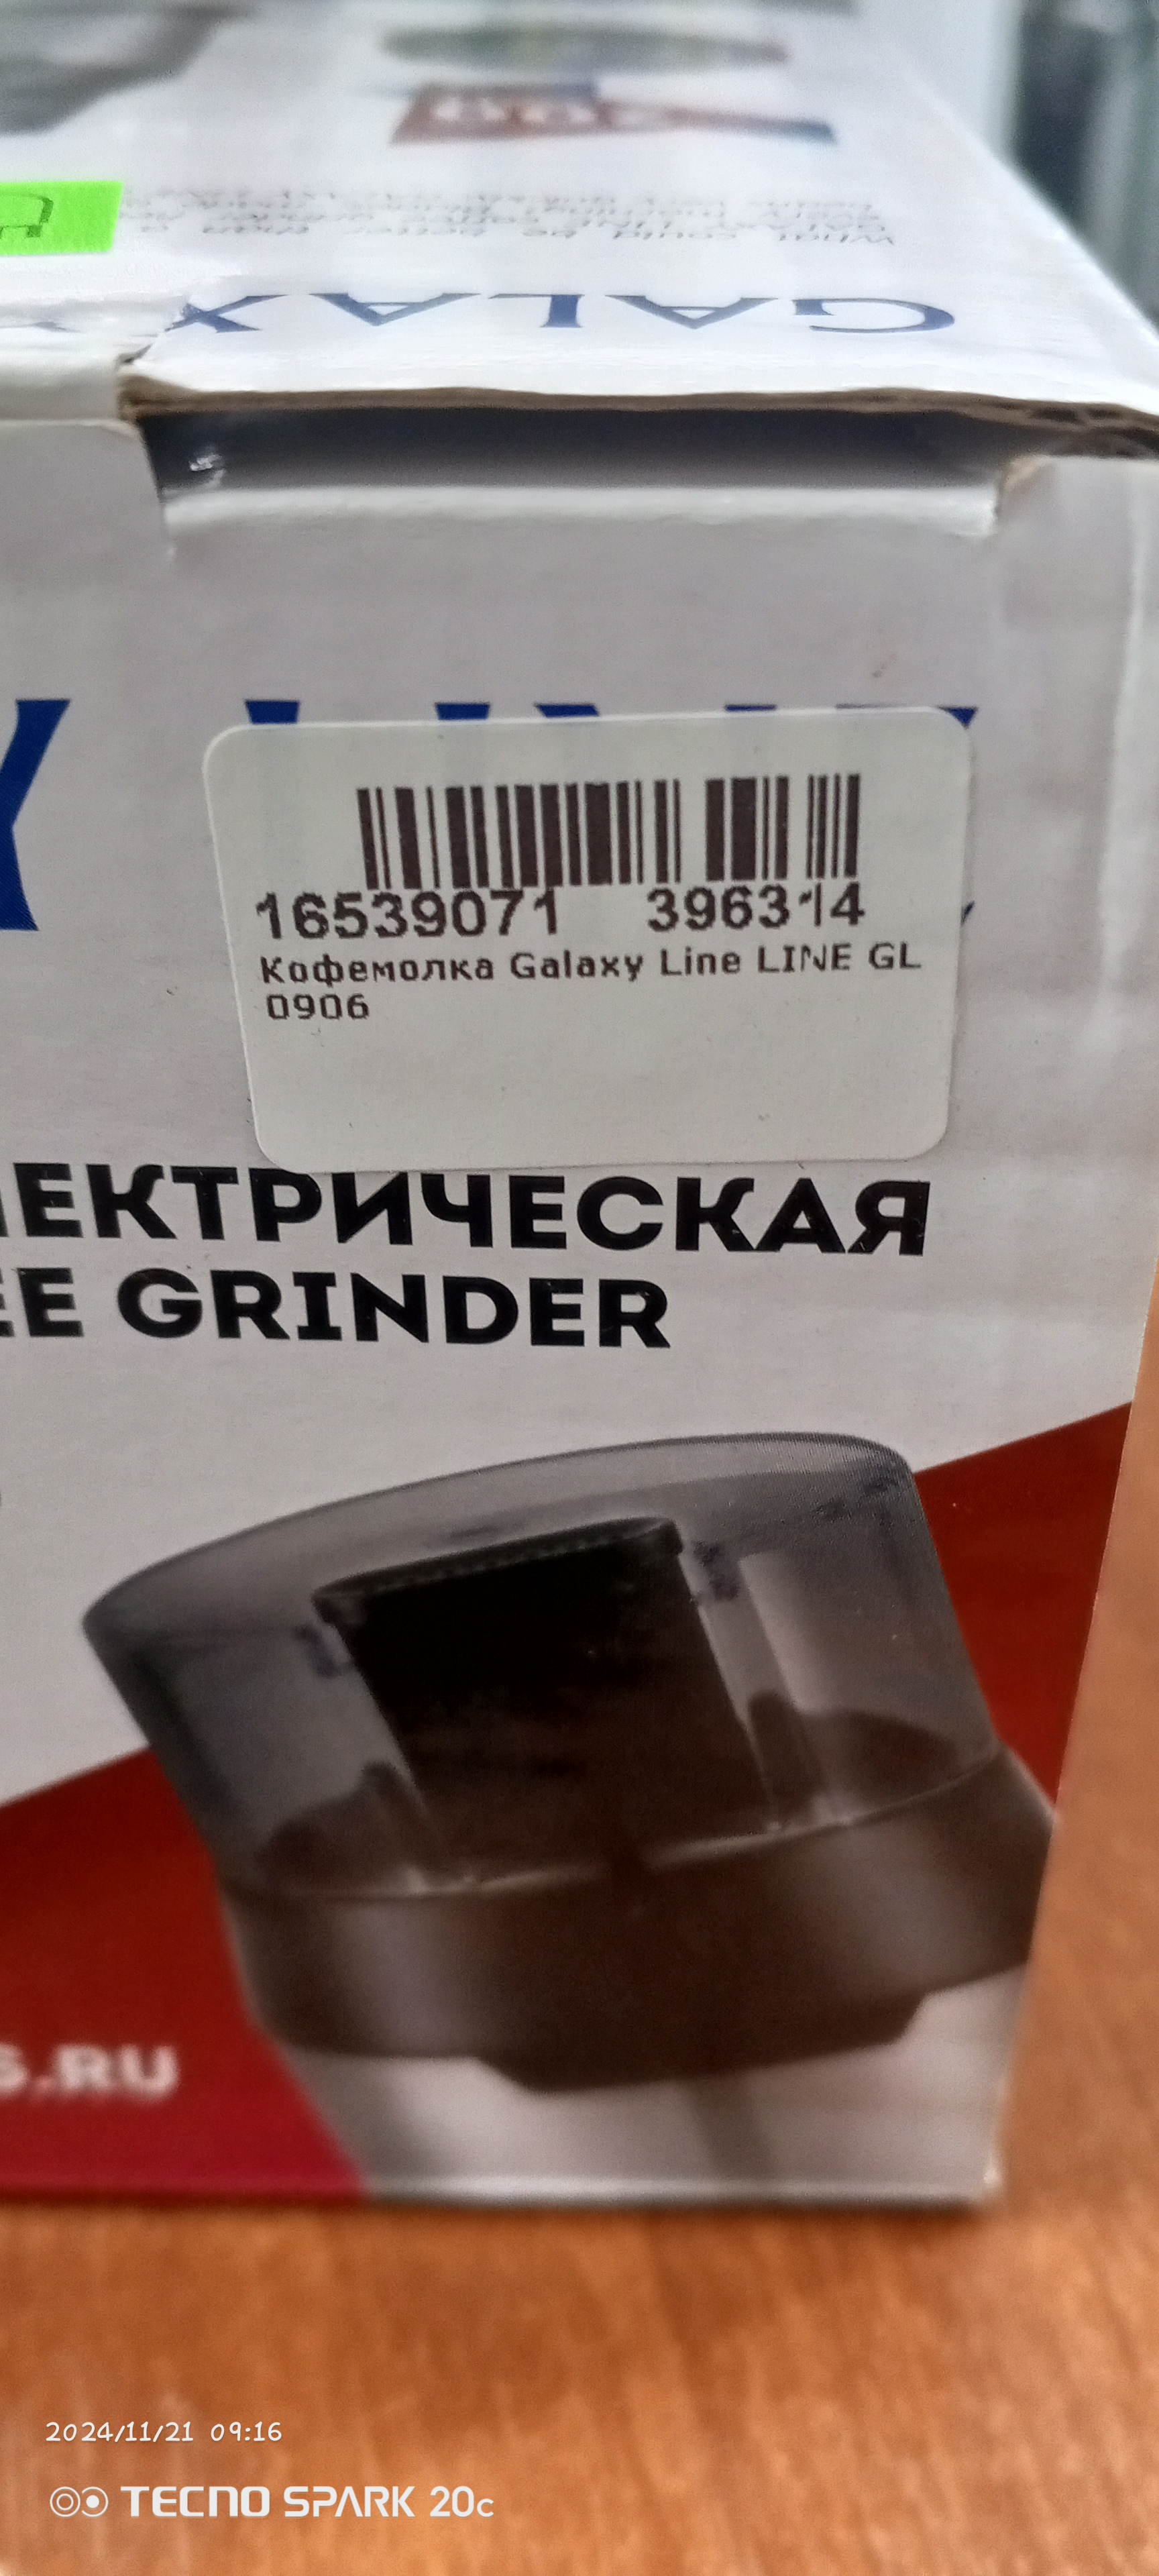 GALAX
16539071 396314
Кофемолка Galaxy Line LINE GL
0906
ЛЕКТРИЧЕСКАЯ
EE GRINDER
S.RU
2024/11/21 09:16
TECNO SPARK 20c